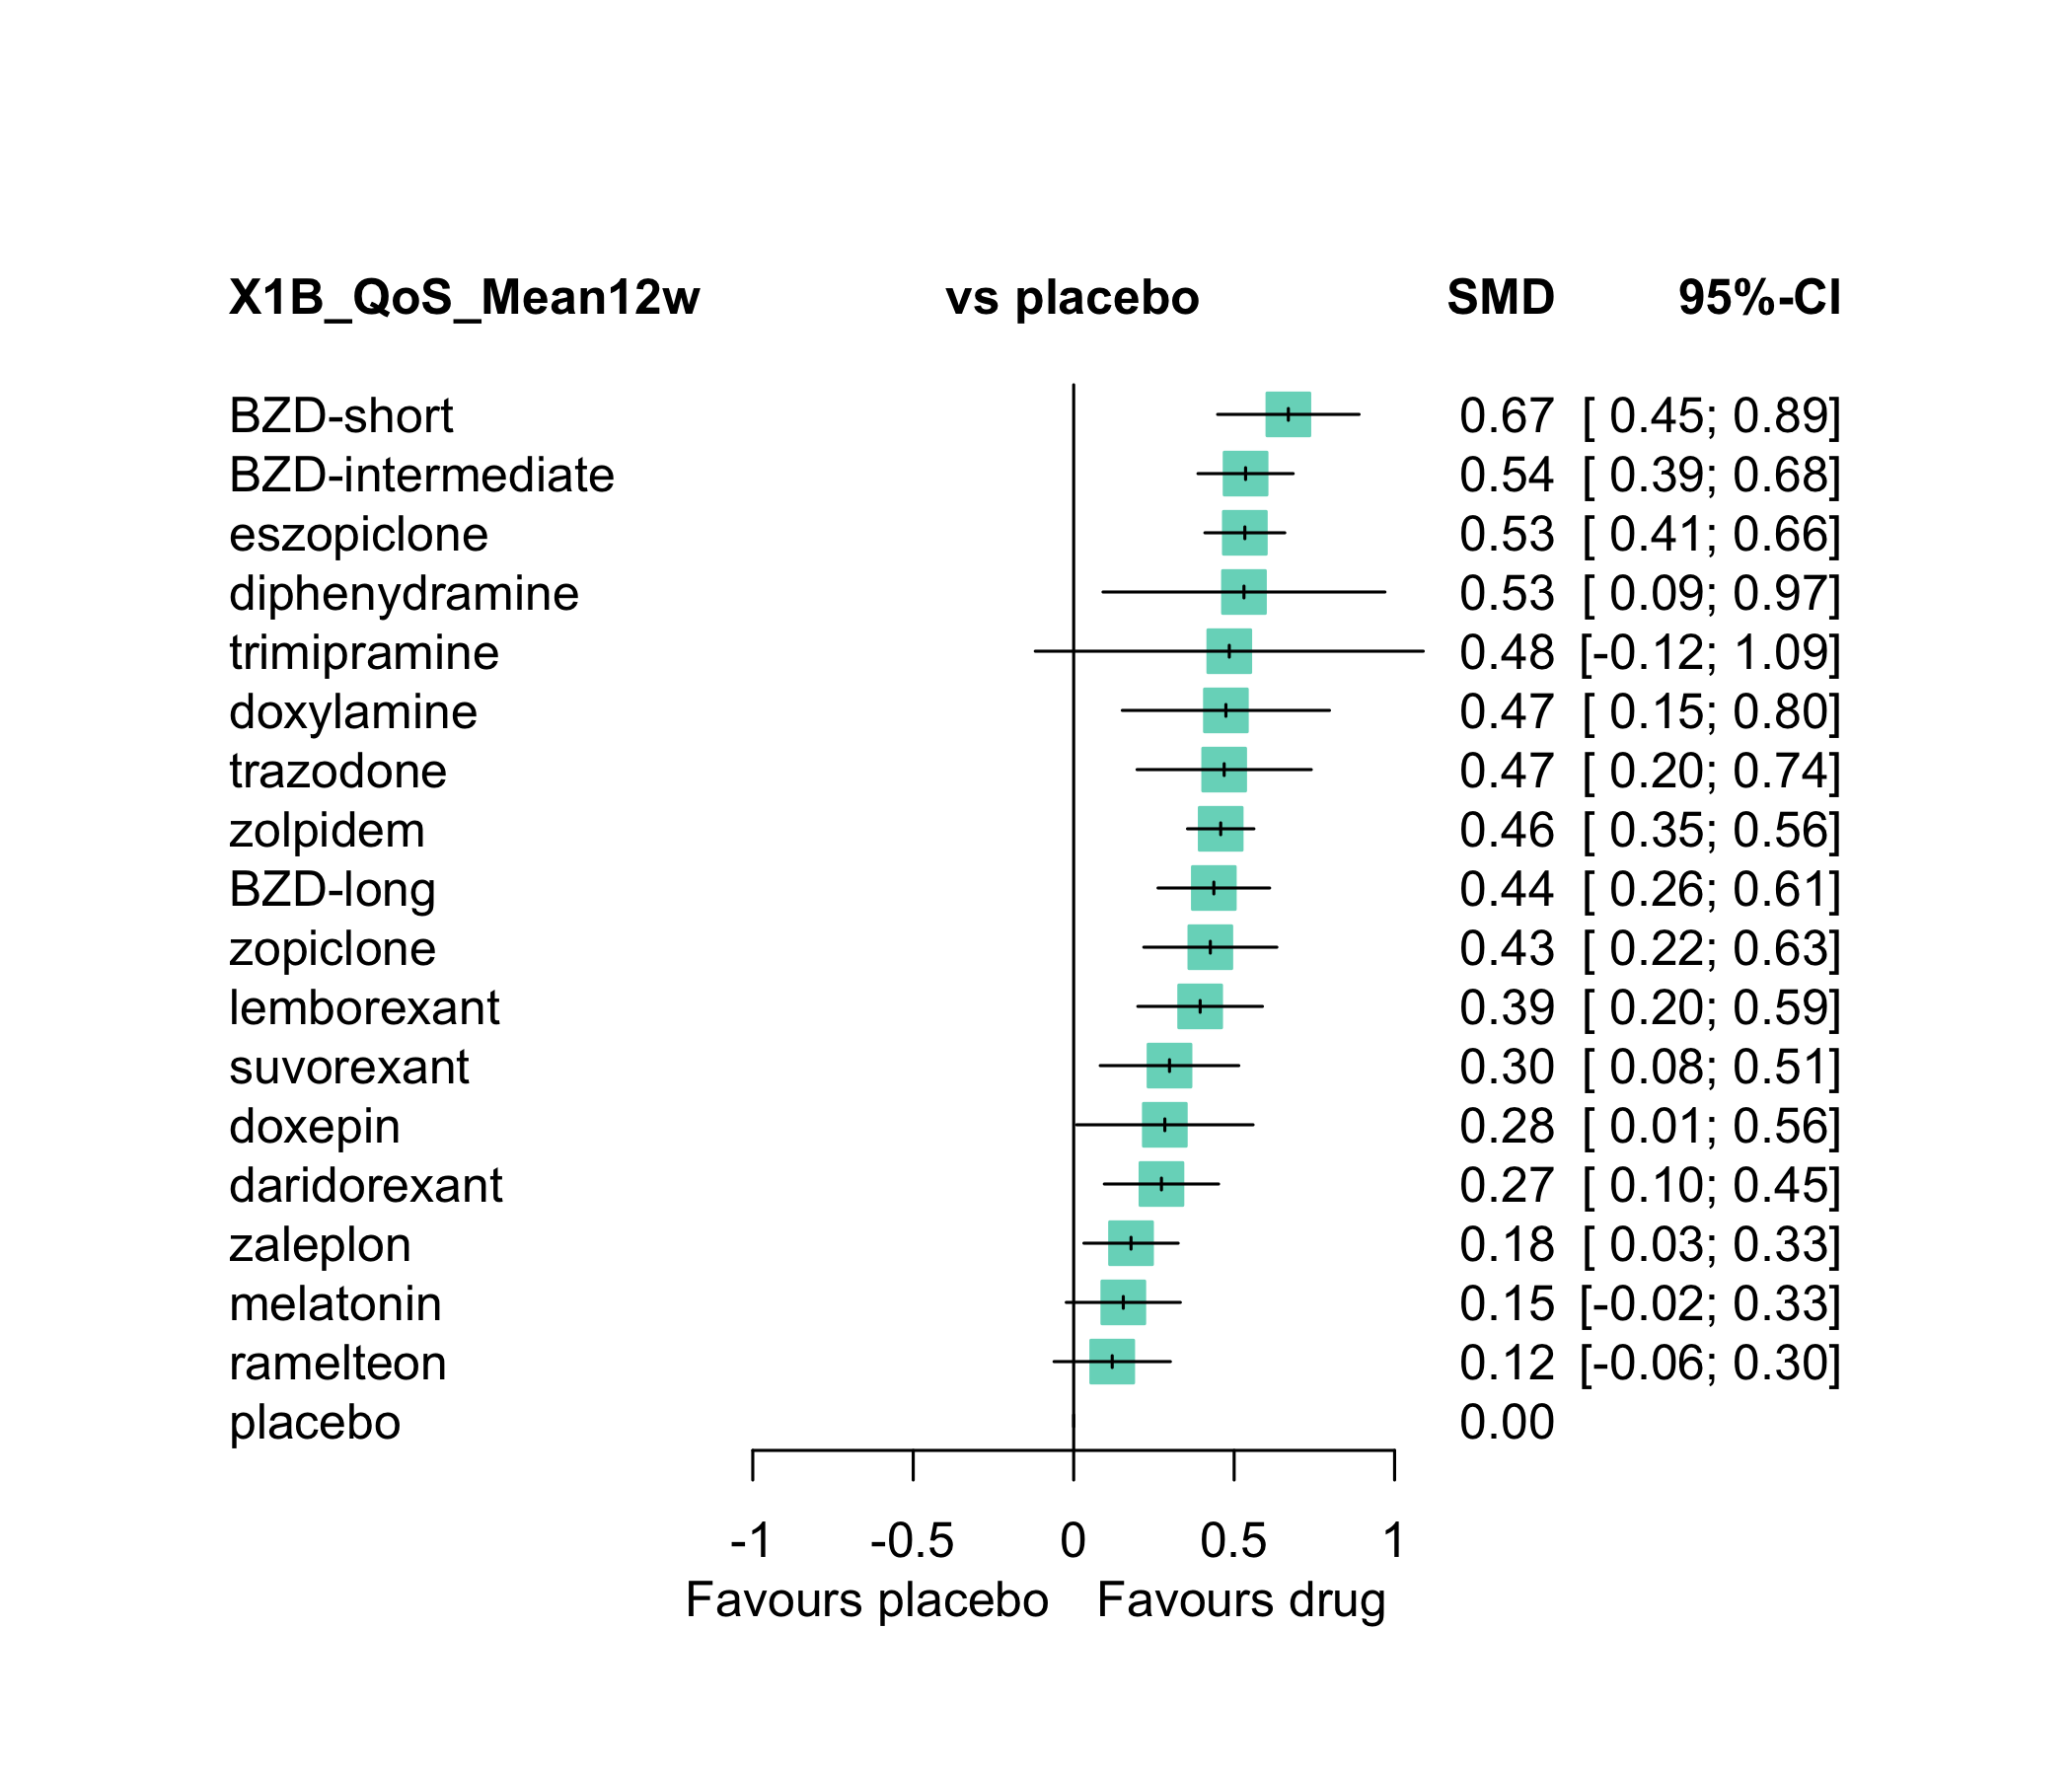 X1B_QoS_Mean12w vs placebo SMD 95%-CI
BZD-short 0.67 [ 0.45; 0.89]
BZD-intermediate 0.54 [ 0.39; 0.68]
eszopiclone 0.53 [ 0.41; 0.66]
diphenydramine 0.53 [ 0.09; 0.97]
trimipramine 0.48 [-0.12; 1.09]
doxylamine 0.47 [ 0.15; 0.80]
trazodone 0.47 [ 0.20; 0.74]
zolpidem 0.46 [ 0.35; 0.56]
BZD-long 0.44 [ 0.26; 0.61]
zopiclone 0.43 [ 0.22; 0.63]
lemborexant 0.39 [ 0.20; 0.59]
suvorexant 0.30 [ 0.08; 0.51]
doxepin 0.28 [ 0.01; 0.56]
daridorexant 0.27 [ 0.10; 0.45]
zaleplon 0.18 [ 0.03; 0.33]
melatonin 0.15 [-0.02; 0.33]
ramelteon 0.12 [-0.06; 0.30]
placebo 0.00
-1 -0.5 0 0.5 1
Favours placebo Favours drug